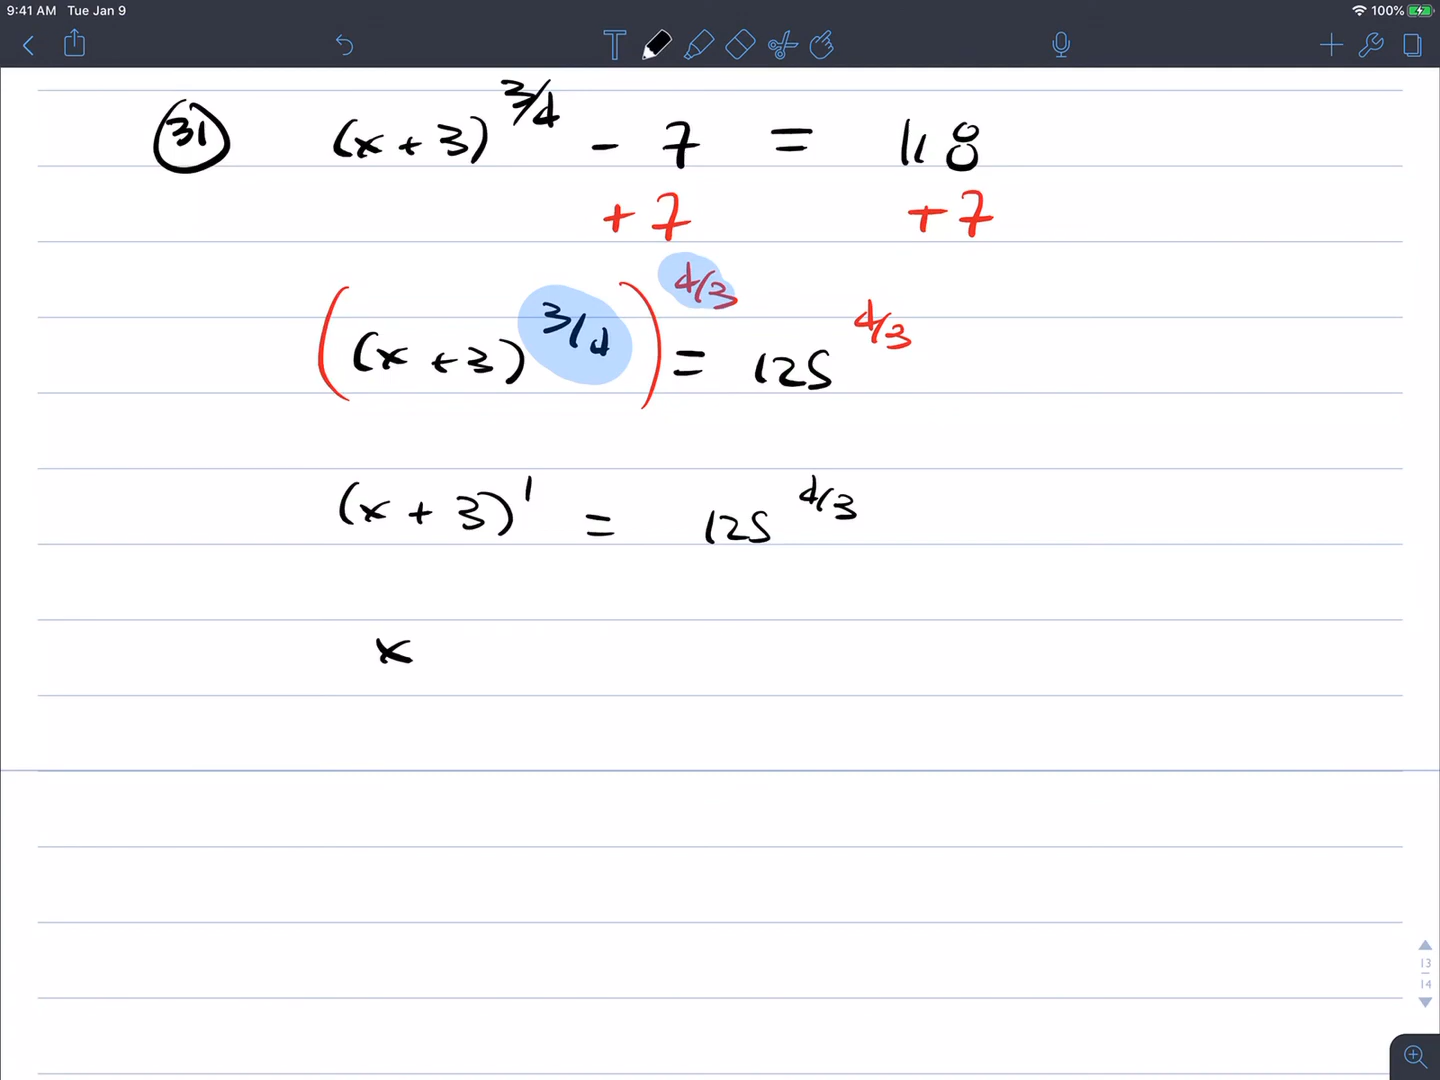 9:41 AM Tue Jan 9 100%
T
31 (x + 3)^3/4 - 7 = 118
+7 +7
((x + 3)^3/4)^4/3 = 125^4/3
(x + 3)^1 = 125^4/3
x
13
14